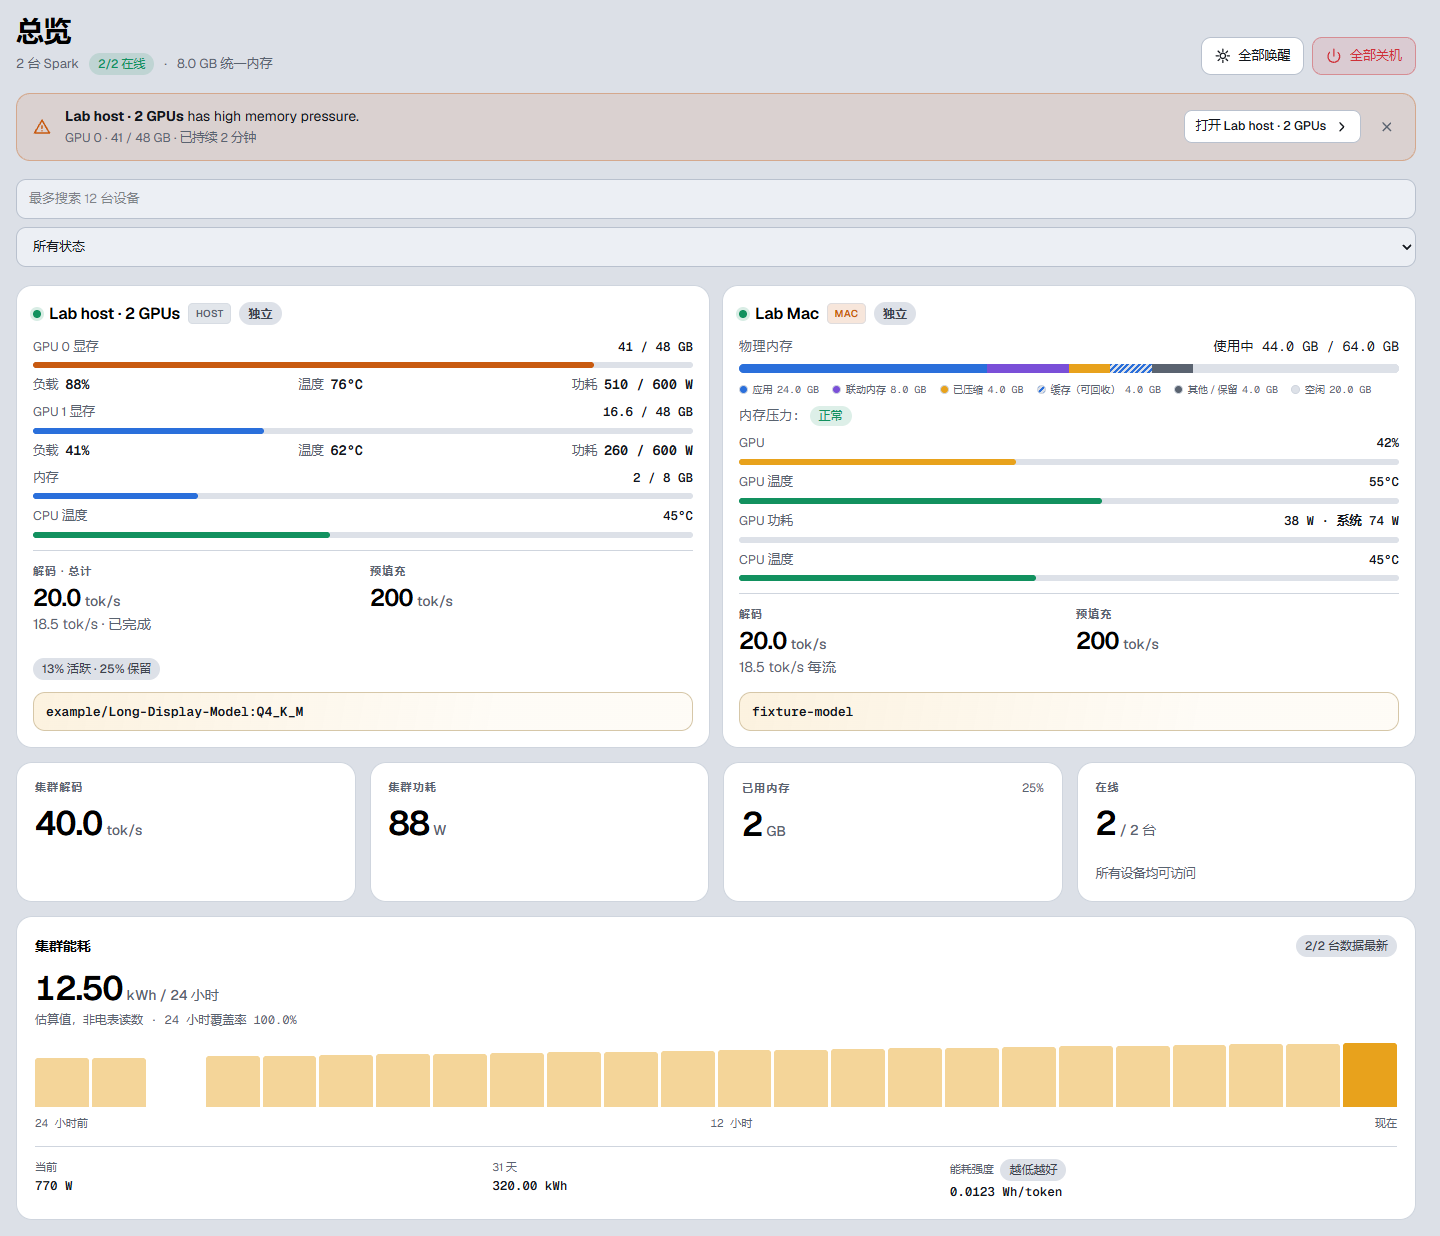 总览
2 台 Spark 2/2 在线 · 8.0 GB 统一内存
全部唤醒
全部关机
Lab host · 2 GPUs has high memory pressure.
GPU 0 · 41 / 48 GB · 已持续 2 分钟
打开 Lab host · 2 GPUs
最多搜索 12 台设备
所有状态
Lab host · 2 GPUs HOST 独立
GPU 0 显存 41 / 48 GB
负载 88% 温度 76°C 功耗 510 / 600 W
GPU 1 显存 16.6 / 48 GB
负载 41% 温度 62°C 功耗 260 / 600 W
内存 2 / 8 GB
CPU 温度 45°C
解码 · 总计 预填充
20.0 tok/s 200 tok/s
18.5 tok/s · 已完成
13% 活跃 · 25% 保留
example/Long-Display-Model:Q4_K_M
Lab Mac MAC 独立
物理内存 使用中 44.0 GB / 64.0 GB
应用 24.0 GB 联动内存 8.0 GB 已压缩 4.0 GB 缓存（可回收） 4.0 GB 其他 / 保留 4.0 GB 空闲 20.0 GB
内存压力： 正常
GPU 42%
GPU 温度 55°C
GPU 功耗 38 W · 系统 74 W
CPU 温度 45°C
解码 预填充
20.0 tok/s 200 tok/s
18.5 tok/s 每流
fixture-model
集群解码
40.0 tok/s
集群功耗
88 W
已用内存 25%
2 GB
在线
2 / 2 台
所有设备均可访问
集群能耗 2/2 台数据最新
12.50 kWh / 24 小时
估算值，非电表读数 · 24 小时覆盖率 100.0%
24 小时前 12 小时 现在
当前 31 天 能耗强度 越低越好
770 W 320.00 kWh 0.0123 Wh/token